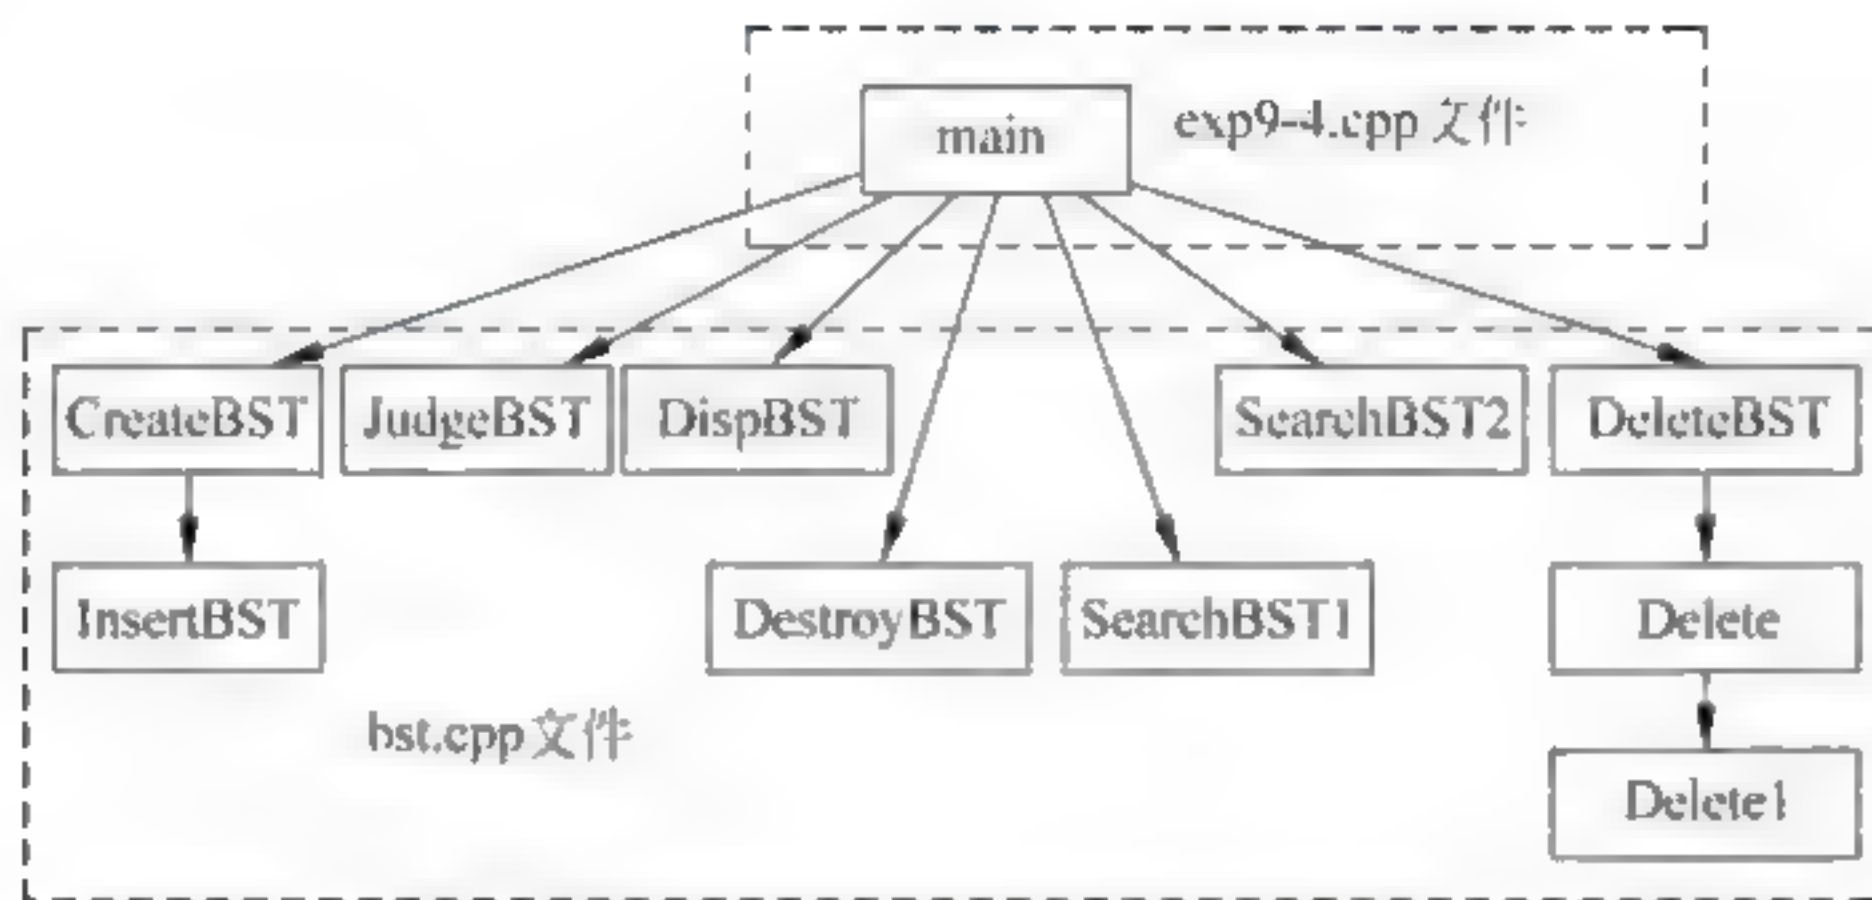 main
exp9-4.cpp 文件
CreateBST
JudgeBST
DispBST
SearchBST2
DeleteBST
InsertBST
DestroyBST
SearchBST1
Delete
bst.cpp 文件
Delete1